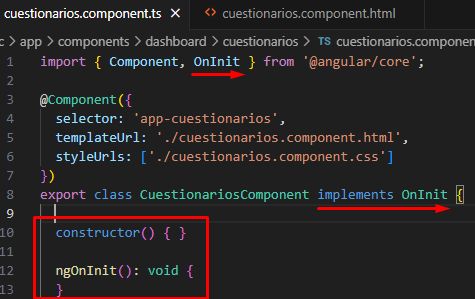 cuestionarios.component.ts × <> cuestionarios.component.html
c > app > components > dashboard > cuestionarios > TS cuestionarios.componen
1 import { Component, OnInit } from '@angular/core';
2
3 @Component({
4 selector: 'app-cuestionarios',
5 templateUrl: './cuestionarios.component.html',
6 styleUrls: ['./cuestionarios.component.css']
7 })
8 export class CuestionariosComponent implements OnInit {
9
10 constructor() { }
11
12 ngOnInit(): void {
13 }